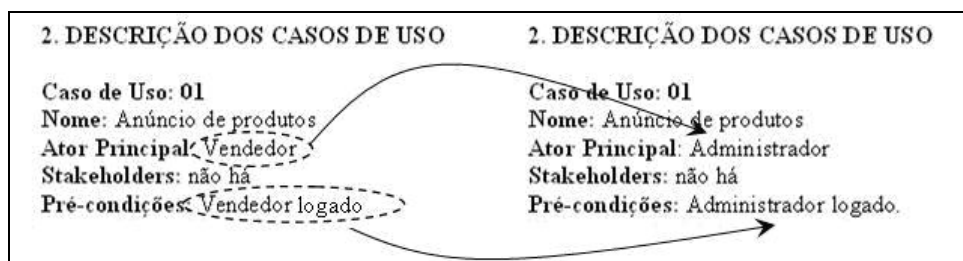 2. DESCRIÇÃO DOS CASOS DE USO
Caso de Uso: 01
Nome: Anúncio de produtos
Ator Principal: Vendedor
Stakeholders: não há
Pré-condições: Vendedor logado
2. DESCRIÇÃO DOS CASOS DE USO
Caso de Uso: 01
Nome: Anúncio de produtos
Ator Principal: Administrador
Stakeholders: não há
Pré-condições: Administrador logado.